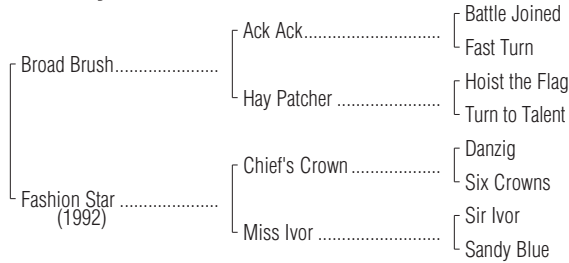 Battle Joined
Ack Ack
Fast Turn
Broad Brush
Hoist the Flag
Hay Patcher
Turn to Talent
Danzig
Chief's Crown
Six Crowns
Fashion Star
(1992)
Sir Ivor
Miss Ivor
Sandy Blue